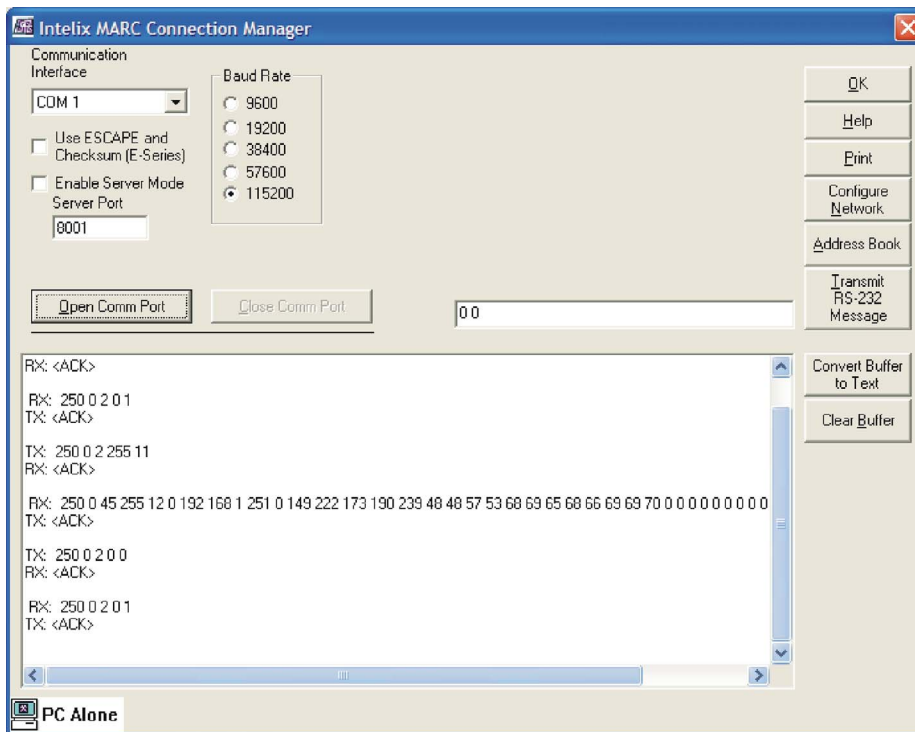 Intelix MARC Connection Manager
Communication
Interface
COM 1
Use ESCAPE and
Checksum (E-Series)
Enable Server Mode
Server Port
8001
Baud Rate
9600
19200
38400
57600
115200
OK
Help
Print
Configure
Network
Address Book
Transmit
RS-232
Message
Open Comm Port
Close Comm Port
0 0
Convert Buffer
to Text
Clear Buffer
RX: <ACK>
RX: 250 0 2 0 1
TX: <ACK>
TX: 250 0 2 255 11
RX: <ACK>
RX: 250 0 45 255 12 0 192 168 1 251 0 149 222 173 190 239 48 48 57 53 68 69 65 68 66 69 69 70 0 0 0 0 0 0 0 0 0
TX: <ACK>
TX: 250 0 2 0 0
RX: <ACK>
RX: 250 0 2 0 1
TX: <ACK>
PC Alone